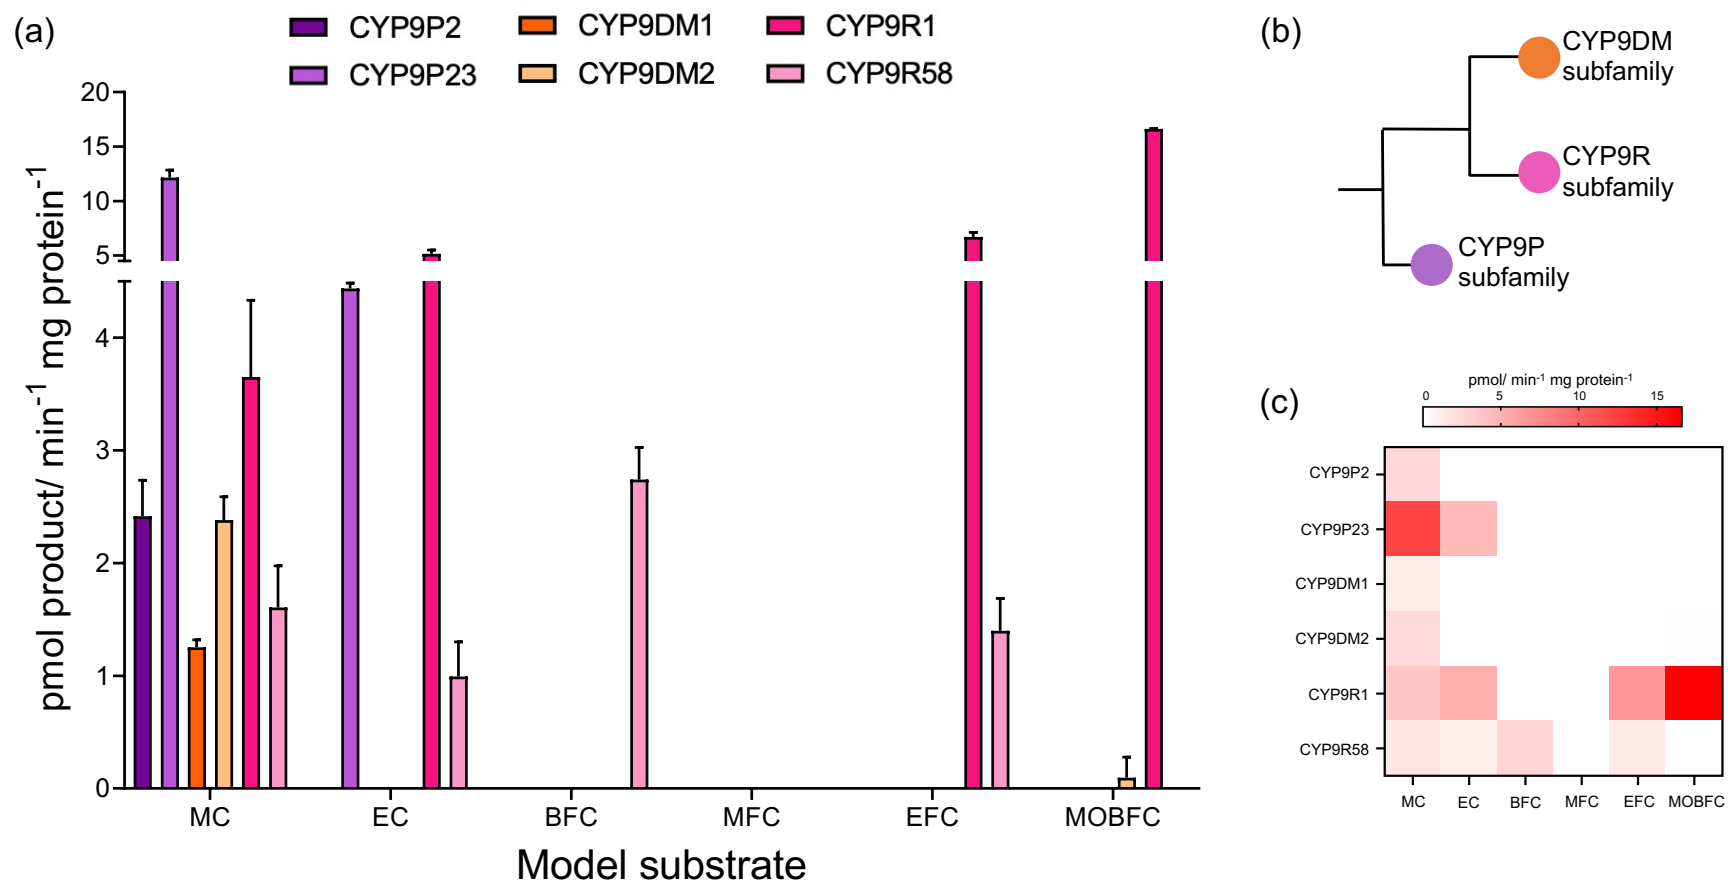 (a)
CYP9P2
CYP9DM1
CYP9R1
CYP9P23
CYP9DM2
CYP9R58
20
15
10
5
4
3
2
1
0
pmol product/ min-1 mg protein-1
MC EC BFC MFC EFC MOBFC
Model substrate
(b)
CYP9DM
subfamily
CYP9R
subfamily
CYP9P
subfamily
(c)
pmol/ min-1 mg protein-1
0 5 10 15
CYP9P2
CYP9P23
CYP9DM1
CYP9DM2
CYP9R1
CYP9R58
MC EC BFC MFC EFC MOBFC